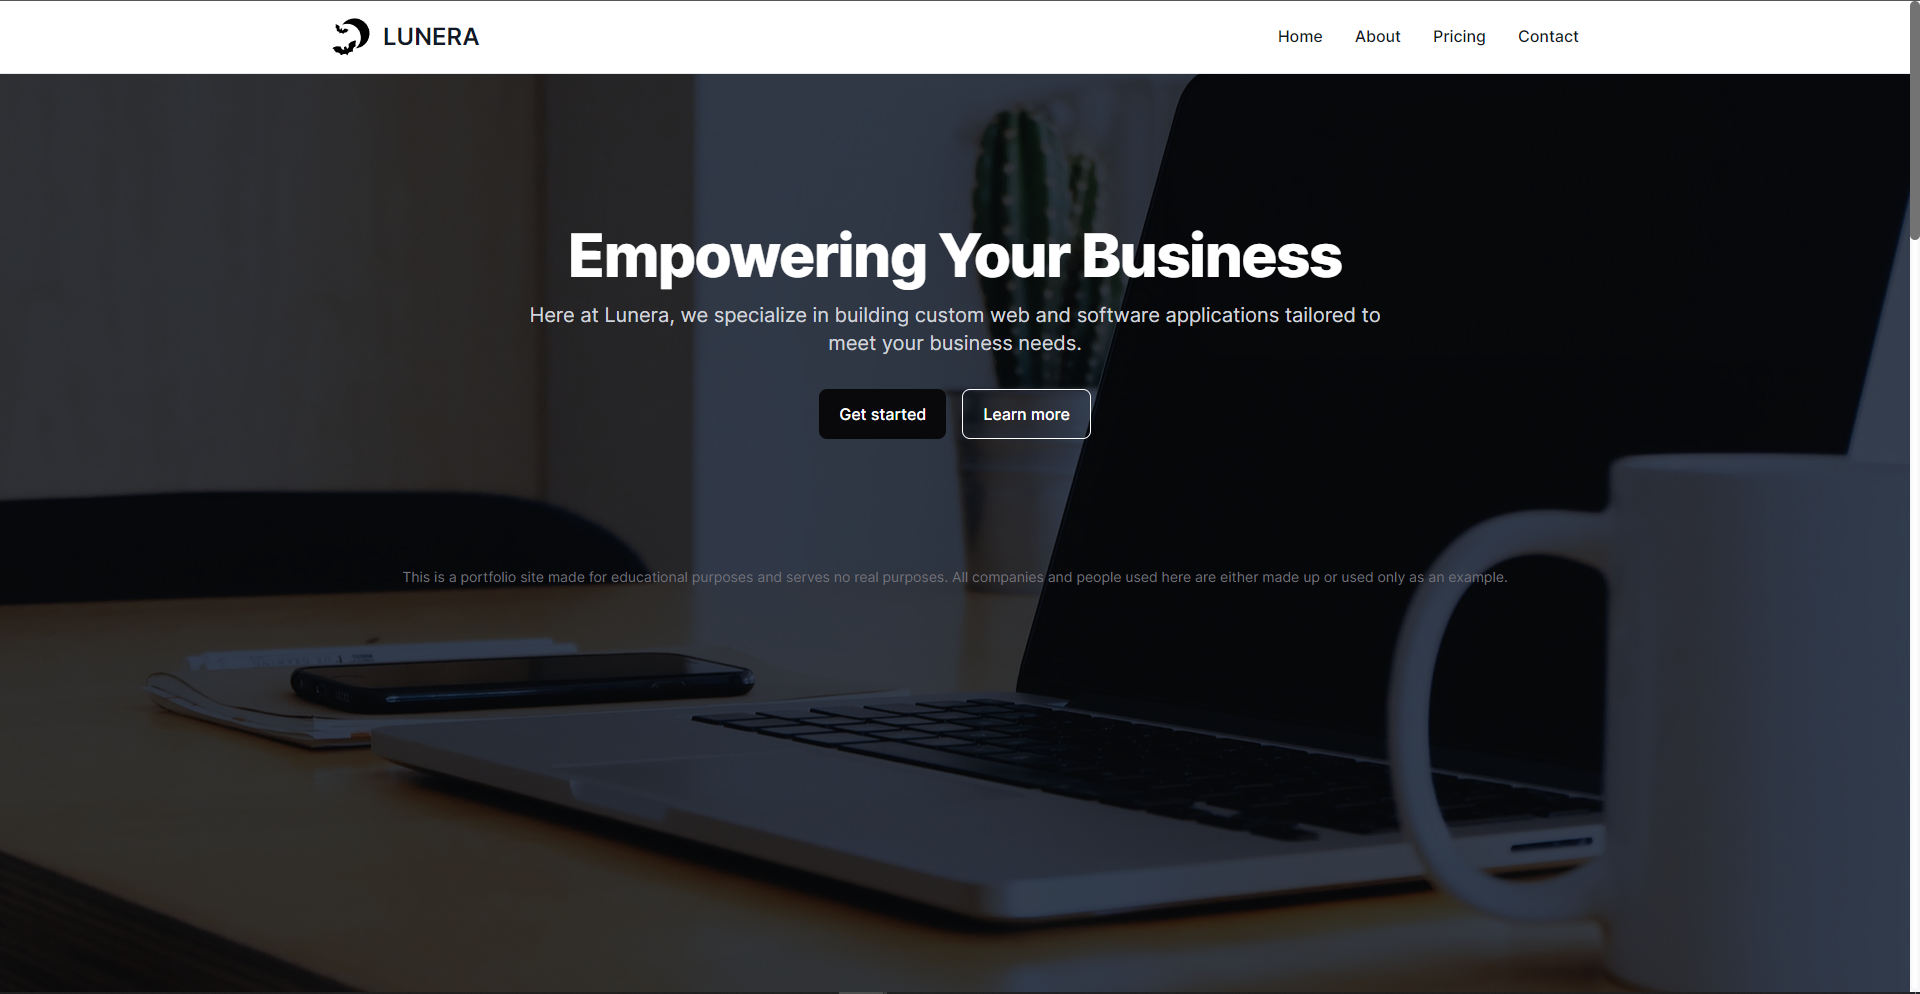 LUNERA
Home
About
Pricing
Contact
Empowering Your Business
Here at Lunera, we specialize in building custom web and software applications tailored to
meet your business needs.
Get started
Learn more
This is a portfolio site made for educational purposes and serves no real purposes. All companies and people used here are either made up or used only as an example.